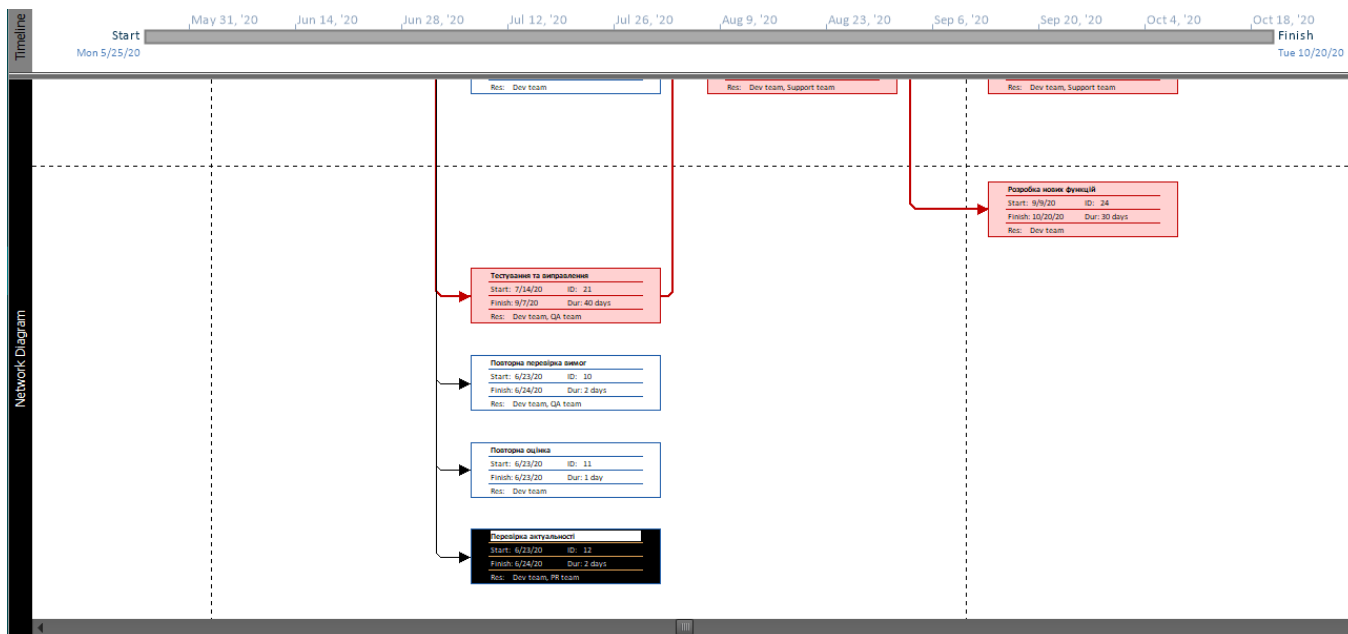 Timeline
May 31, '20 Jun 14, '20 Jun 28, '20 Jul 12, '20 Jul 26, '20 Aug 9, '20 Aug 23, '20 Sep 6, '20 Sep 20, '20 Oct 4, '20 Oct 18, '20
Start Finish
Mon 5/25/20 Tue 10/20/20
Network Diagram
Res: Dev team
Res: Dev team, Support team
Res: Dev team, Support team
Розробка нових функцій
Start: 9/9/20 ID: 24
Finish: 10/20/20 Dur: 30 days
Res: Dev team
Тестування та виправлення
Start: 7/14/20 ID: 21
Finish: 9/7/20 Dur: 40 days
Res: Dev team, QA team
Повторна перевірка вимог
Start: 6/23/20 ID: 10
Finish: 6/24/20 Dur: 2 days
Res: Dev team, QA team
Повторна оцінка
Start: 6/23/20 ID: 11
Finish: 6/23/20 Dur: 1 day
Res: Dev team
Перевірка актуальності
Start: 6/23/20 ID: 12
Finish: 6/24/20 Dur: 2 days
Res: Dev team, PR team